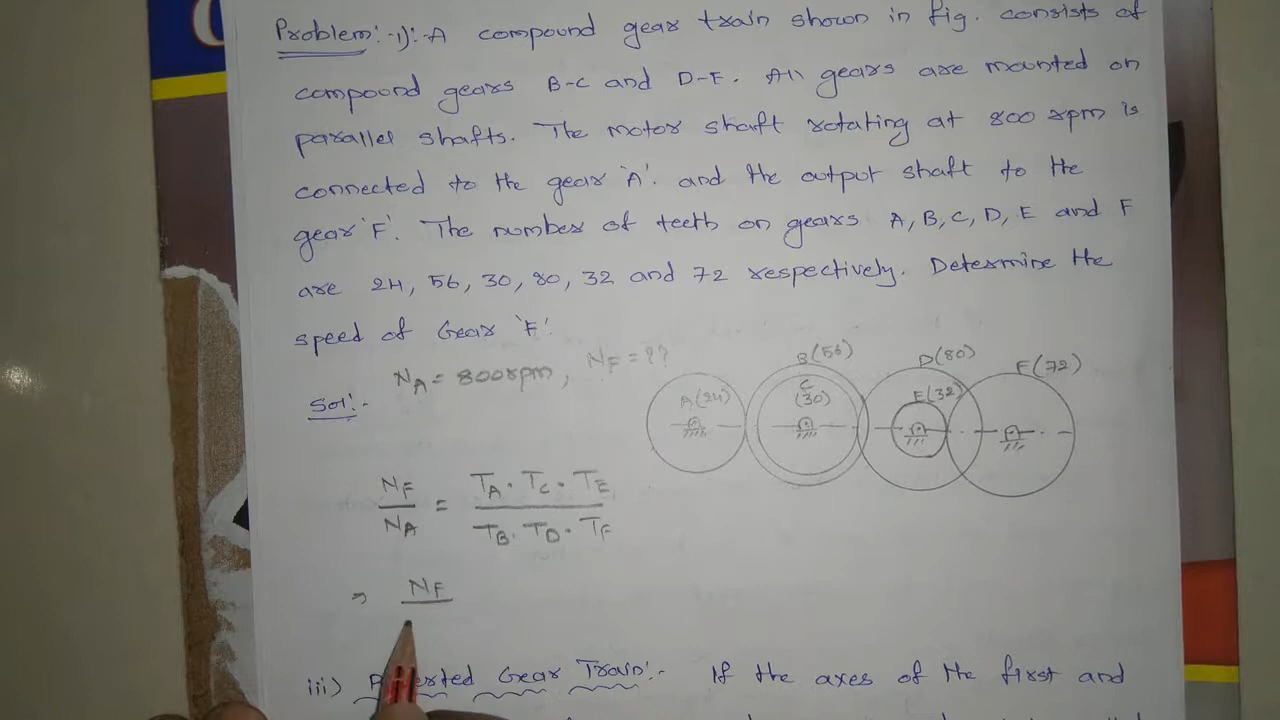 Problem:-1):- A compound gear train shown in fig. consists of
compound gears B-C and D-E. All gears are mounted on
parallel shafts. The motor shaft rotating at 800 rpm is
connected to the gear 'A'. and the output shaft to the
gear 'F'. The number of teeth on gears A, B, C, D, E and F
are 24, 56, 30, 80, 32 and 72 respectively. Determine the
speed of Gear 'F'.
NA = 800rpm, NF = ??
Sol:-
A(24)
B(56)
C
(30)
D(80)
E(32)
F(72)
NF/NA = TA . TC . TE / TB . TD . TF
⇒ NF
iii) Gear Train:- If the axes of the first and